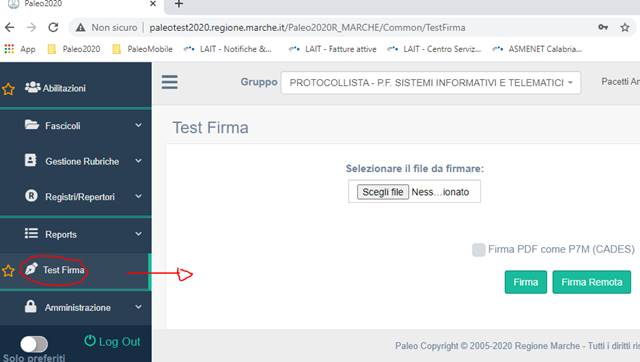 Paleo2020
Non sicuro | paleotest2020.regione.marche.it/Paleo2020R_MARCHE/Common/TestFirma
App Paleo2020 PaleoMobile LAIT - Notifiche &... LAIT - Fatture attive LAIT - Centro Serviz... ASMENET Calabria...
Gruppo PROTOCOLLISTA - P.F. SISTEMI INFORMATIVI E TELEMATICI Pacetti An
Abilitazioni
Fascicoli
Gestione Rubriche
Registri/Repertori
Reports
Test Firma
Amministrazione
Solo preferiti
Log Out
Test Firma
Selezionare il file da firmare:
Scegli file Ness...ionato
Firma PDF come P7M (CADES)
Firma Firma Remota
Paleo Copyright © 2005-2020 Regione Marche - Tutti i diritti ris